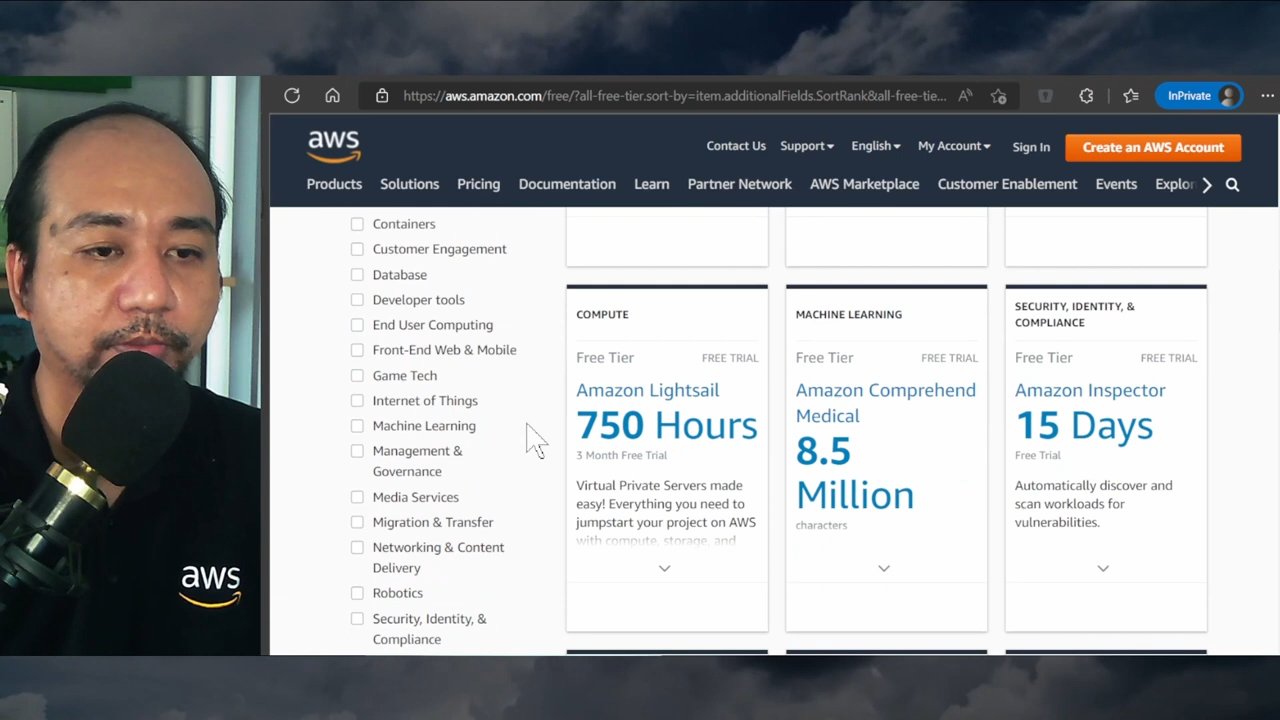 https://aws.amazon.com/free/?all-free-tier.sort-by=item.additionalFields.SortRank&all-free-tie...
InPrivate
aws
Contact Us Support English My Account Sign In Create an AWS Account
Products Solutions Pricing Documentation Learn Partner Network AWS Marketplace Customer Enablement Events Explor
Containers
Customer Engagement
Database
Developer tools
End User Computing
Front-End Web & Mobile
Game Tech
Internet of Things
Machine Learning
Management &
Governance
Media Services
Migration & Transfer
Networking & Content
Delivery
Robotics
Security, Identity, &
Compliance
COMPUTE
Free Tier FREE TRIAL
Amazon Lightsail
750 Hours
3 Month Free Trial
Virtual Private Servers made
easy! Everything you need to
jumpstart your project on AWS
with compute, storage, and
MACHINE LEARNING
Free Tier FREE TRIAL
Amazon Comprehend
Medical
8.5
Million
characters
SECURITY, IDENTITY, &
COMPLIANCE
Free Tier FREE TRIAL
Amazon Inspector
15 Days
Free Trial
Automatically discover and
scan workloads for
vulnerabilities.
aws